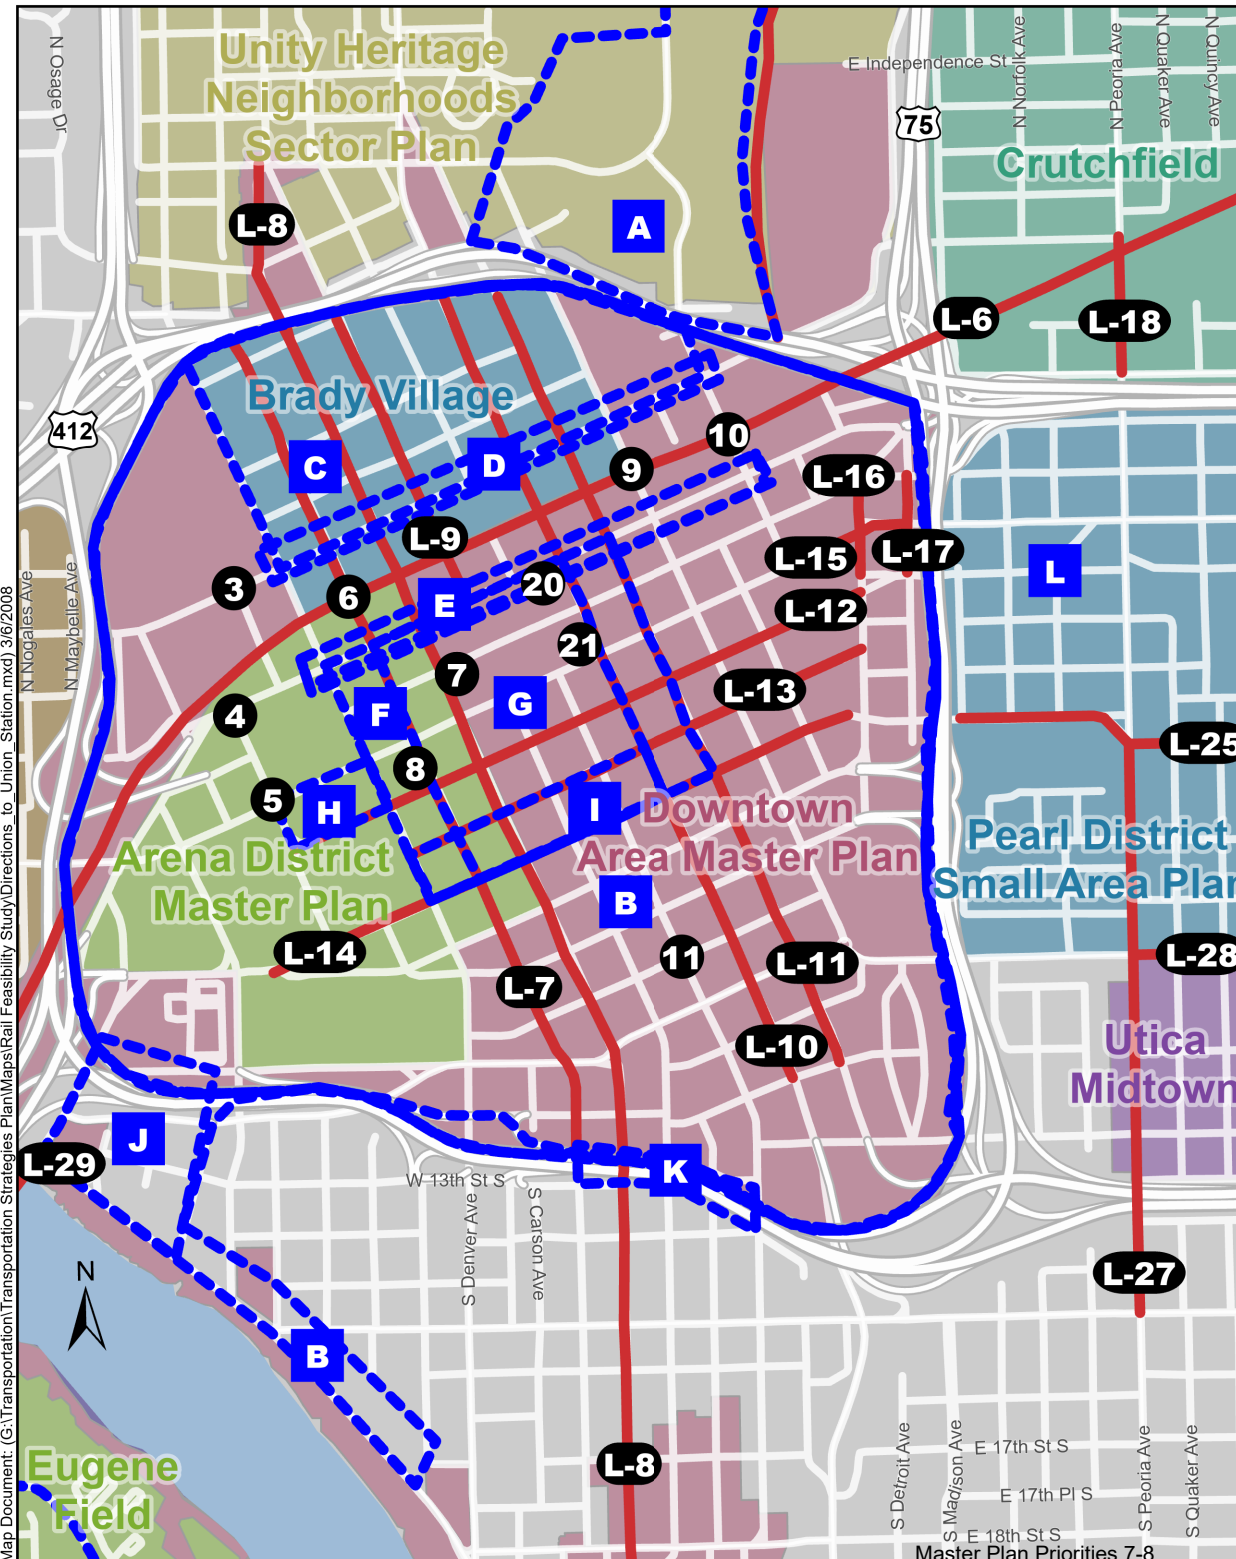 Unity Heritage
Neighborhoods
Sector Plan
N Osage Dr
E Independence St
N Norfolk Ave
N Peoria Ave
N Quaker Ave
N Quincy Ave
75
Crutchfield
L-8
A
L-6
L-18
412
Brady Village
C
D
9
10
L-16
L-9
L-15
L-17
L
3
6
E
20
L-12
21
7
L-13
G
F
4
L-25
8
5
H
I
Downtown
Area Master Plan
Pearl District
Small Area Plan
Arena District
Master Plan
B
L-14
11
L-11
L-28
L-7
L-10
Utica
Midtown
N Nogales Ave
N Maybelle Ave
J
L-29
K
W 13th St S
S Denver Ave
S Carson Ave
N
L-27
B
L-8
Eugene
Field
S Detroit Ave
S Madison Ave
E 17th St S
E 17th Pl S
E 18th St S
S Peoria Ave
S Quaker Ave
Master Plan Priorities 7-8
Map Document: (G:\Transportation\Transportation Strategies Plan\Maps\Rail Feasibility Study\Directions_to_Union_Station.mxd) 3/6/2008